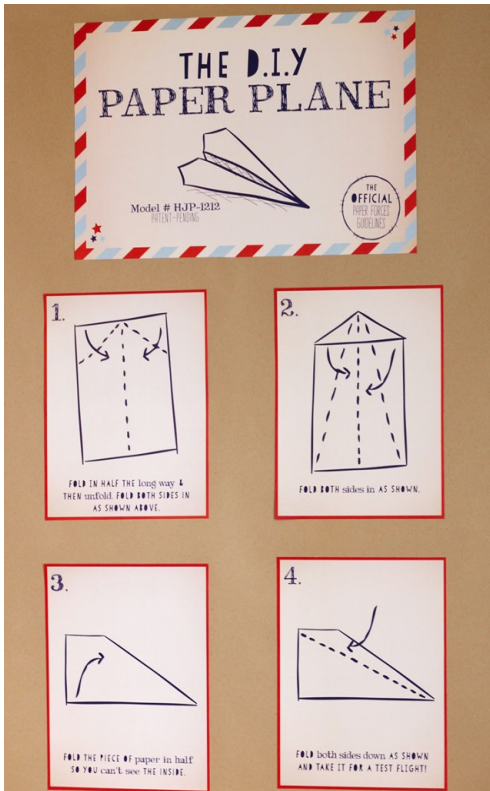 THE D.I.Y
PAPER PLANE
Model # HJP-1212
PATENT-PENDING
THE
OFFICIAL
PAPER FORCES
GUIDELINES
1.
FOLD IN HALF THE long way &
THEN unfold. FOLD BOTH SIDES IN
AS SHOWN ABOVE.
2.
FOLD BOTH sides in AS SHOWN.
3.
FOLD THE PIECE OF paper in half
SO YOU can't see THE INSIDE.
4.
FOLD both sides down AS SHOWN
AND TAKE IT FOR A TEST FLIGHT!